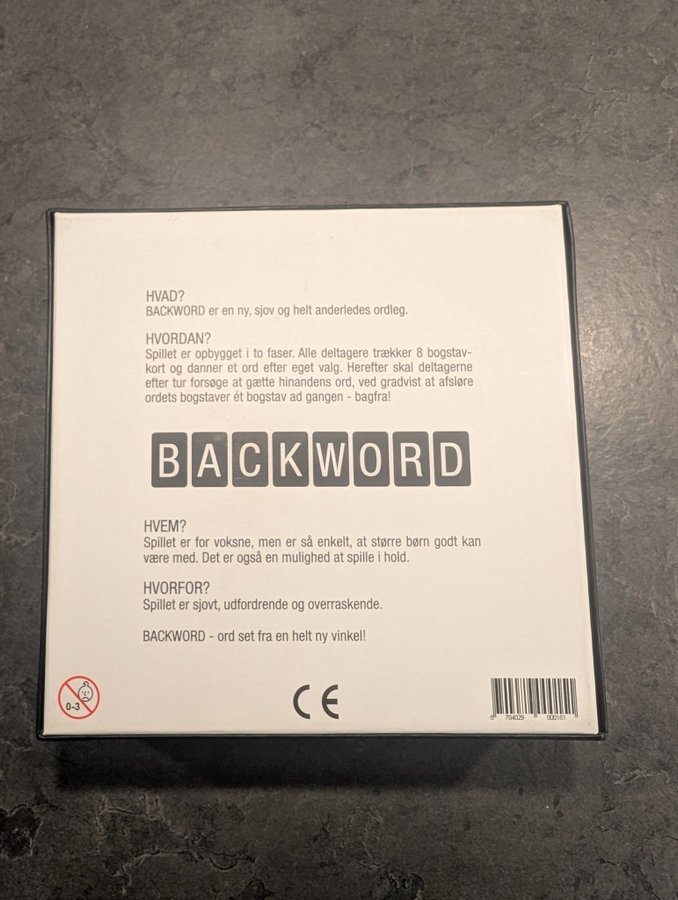 HVAD?
BACKWORD er en ny, sjov og helt anderledes ordleg.
HVORDAN?
Spillet er opbygget i to faser. Alle deltagere trækker 8 bogstav-
kort og danner et ord efter eget valg. Herefter skal deltagerne
efter tur forsøge at gætte hinandens ord, ved gradvist at afsløre
ordets bogstaver ét bogstav ad gangen - bagfra!
BACKWORD
HVEM?
Spillet er for voksne, men er så enkelt, at større børn godt kan
være med. Det er også en mulighed at spille i hold.
HVORFOR?
Spillet er sjovt, udfordrende og overraskende.
BACKWORD - ord set fra en helt ny vinkel!
0-3
CE
5 704029 000151